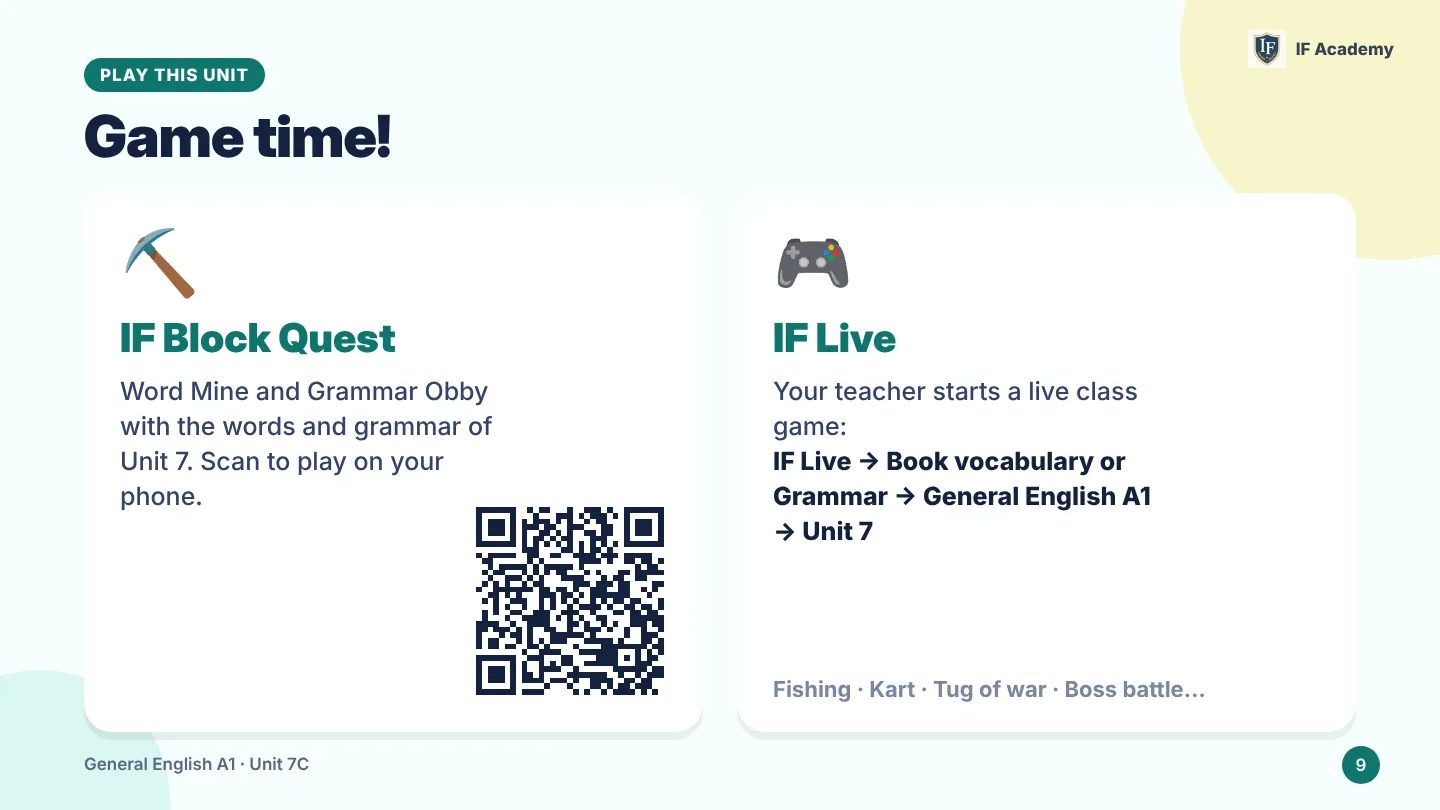 IF Academy
PLAY THIS UNIT
Game time!
IF Block Quest
Word Mine and Grammar Obby
with the words and grammar of
Unit 7. Scan to play on your
phone.
IF Live
Your teacher starts a live class
game:
IF Live → Book vocabulary or
Grammar → General English A1
→ Unit 7
Fishing · Kart · Tug of war · Boss battle...
General English A1 · Unit 7C
9